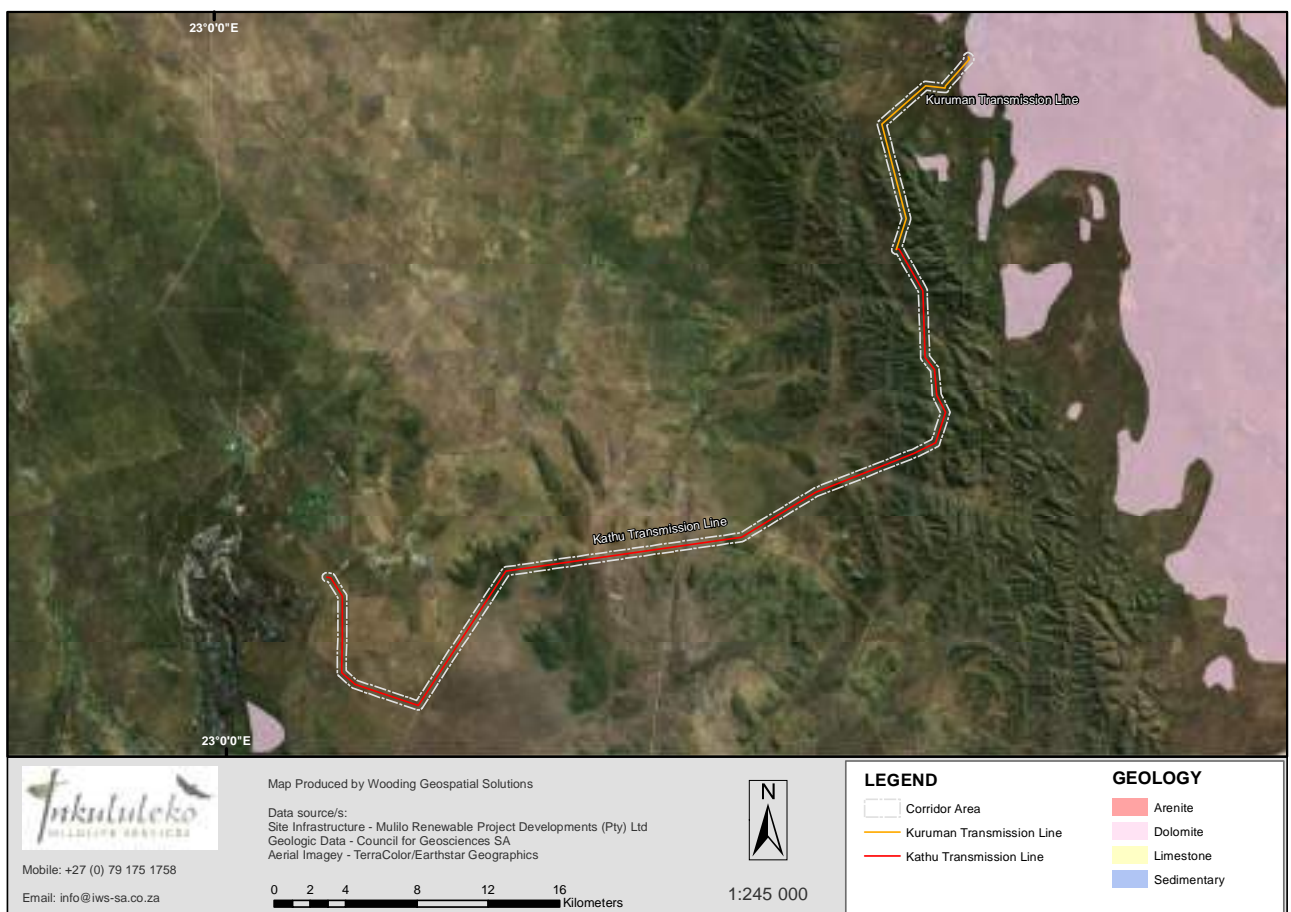 23°0'0"E
Kuruman Transmission Line
Kathu Transmission Line
23°0'0"E
Inkululeko
WILDLIFE SERVICES
Mobile: +27 (0) 79 175 1758
Email: info@iws-sa.co.za
Map Produced by Wooding Geospatial Solutions
Data source/s:
Site Infrastructure - Mulilo Renewable Project Developments (Pty) Ltd
Geologic Data - Council for Geosciences SA
Aerial Imagey - TerraColor/Earthstar Geographics
0 2 4 8 12 16
Kilometers
N
1:245 000
LEGEND
Corridor Area
Kuruman Transmission Line
Kathu Transmission Line
GEOLOGY
Arenite
Dolomite
Limestone
Sedimentary